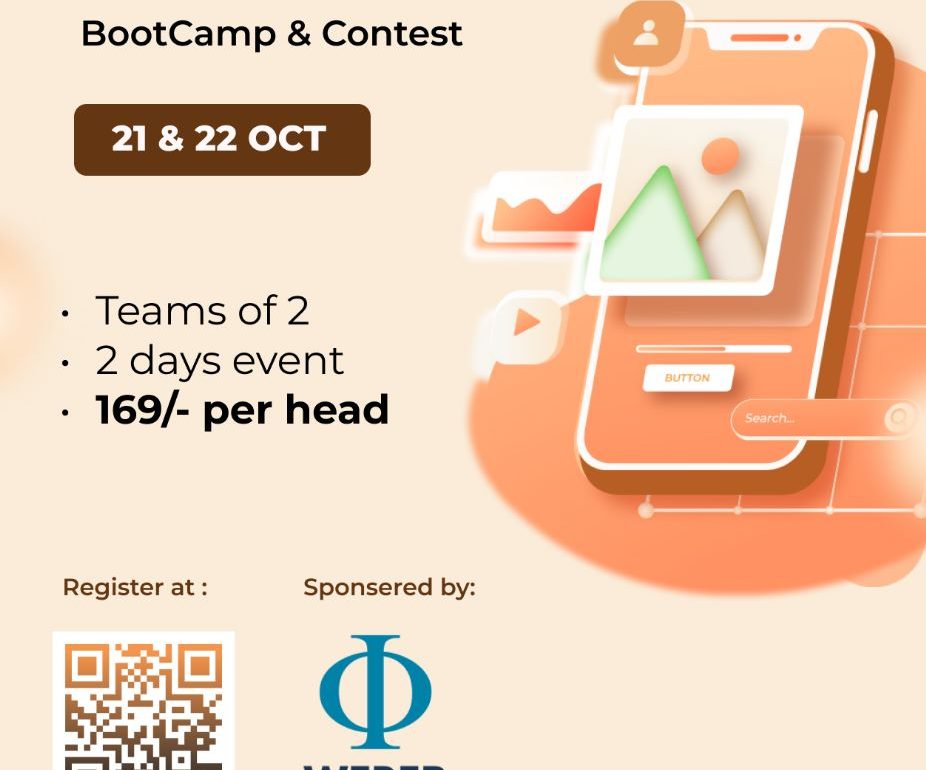 BootCamp & Contest
21 & 22 OCT
• Teams of 2
• 2 days event
• 169/- per head
BUTTON
Search...
Register at :
Sponsered by: